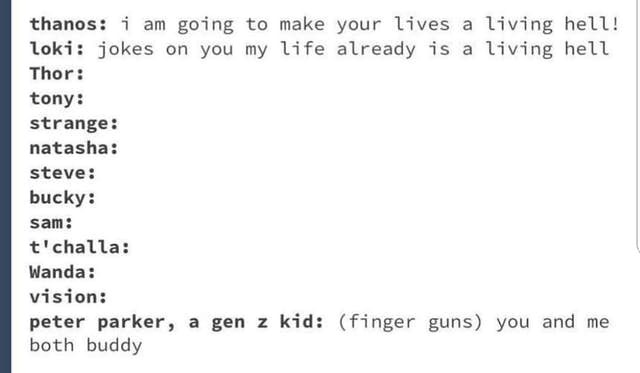 thanos: i am going to make your lives a living hell!
loki: jokes on you my life already is a living hell
Thor:
tony:
strange:
natasha:
steve:
bucky:
sam:
t'challa:
Wanda:
vision:
peter parker, a gen z kid: (finger guns) you and me
both buddy